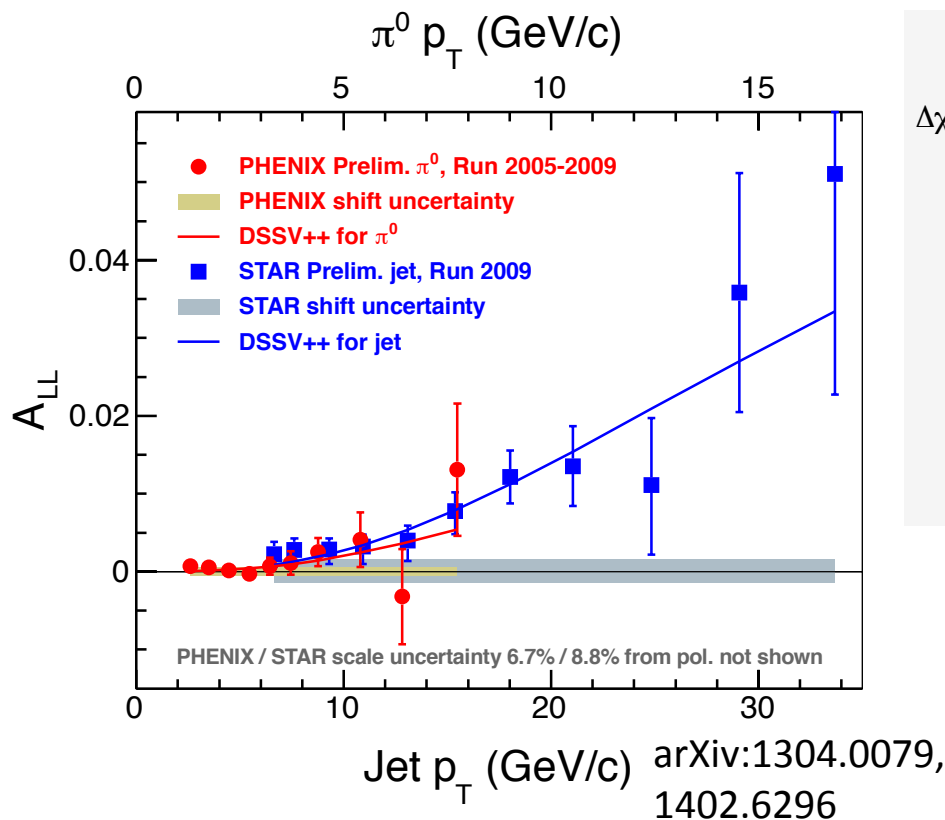 π⁰ p_T (GeV/c)
0 5 10 15
Δχ
PHENIX Prelim. π⁰, Run 2005-2009
PHENIX shift uncertainty
DSSV++ for π⁰
STAR Prelim. jet, Run 2009
STAR shift uncertainty
DSSV++ for jet
A_LL
0.04
0.02
0
PHENIX / STAR scale uncertainty 6.7% / 8.8% from pol. not shown
0 10 20 30
Jet p_T (GeV/c)
arXiv:1304.0079,
1402.6296